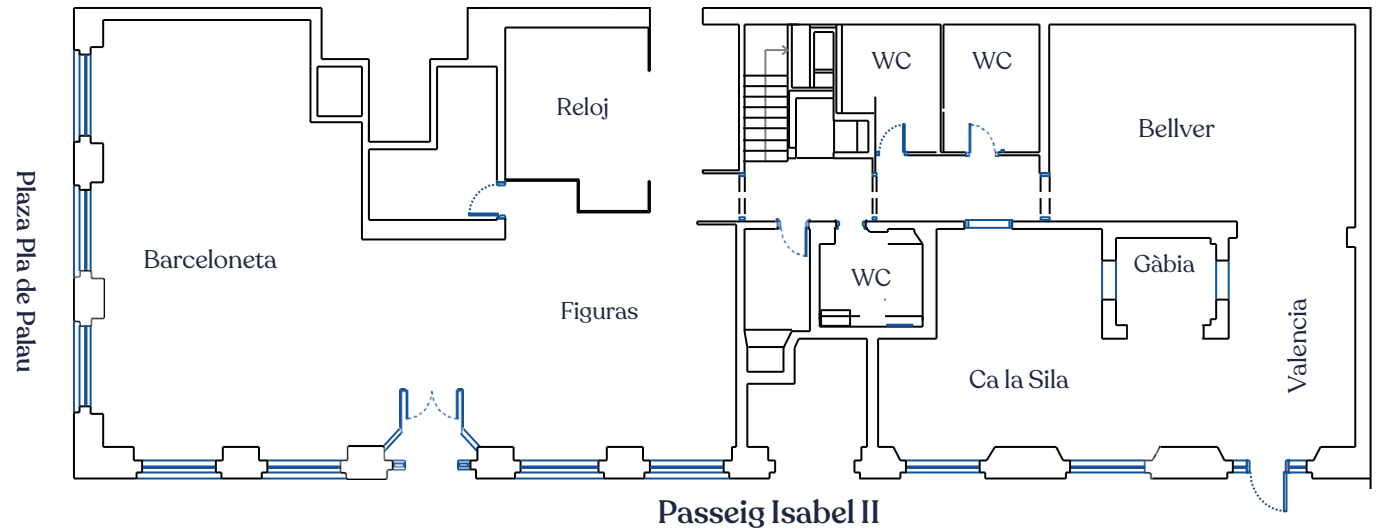 WC
WC
Reloj
Bellver
Plaza Pla de Palau
Barceloneta
Gàbia
WC
Figuras
Valencia
Ca la Sila
Passeig Isabel II